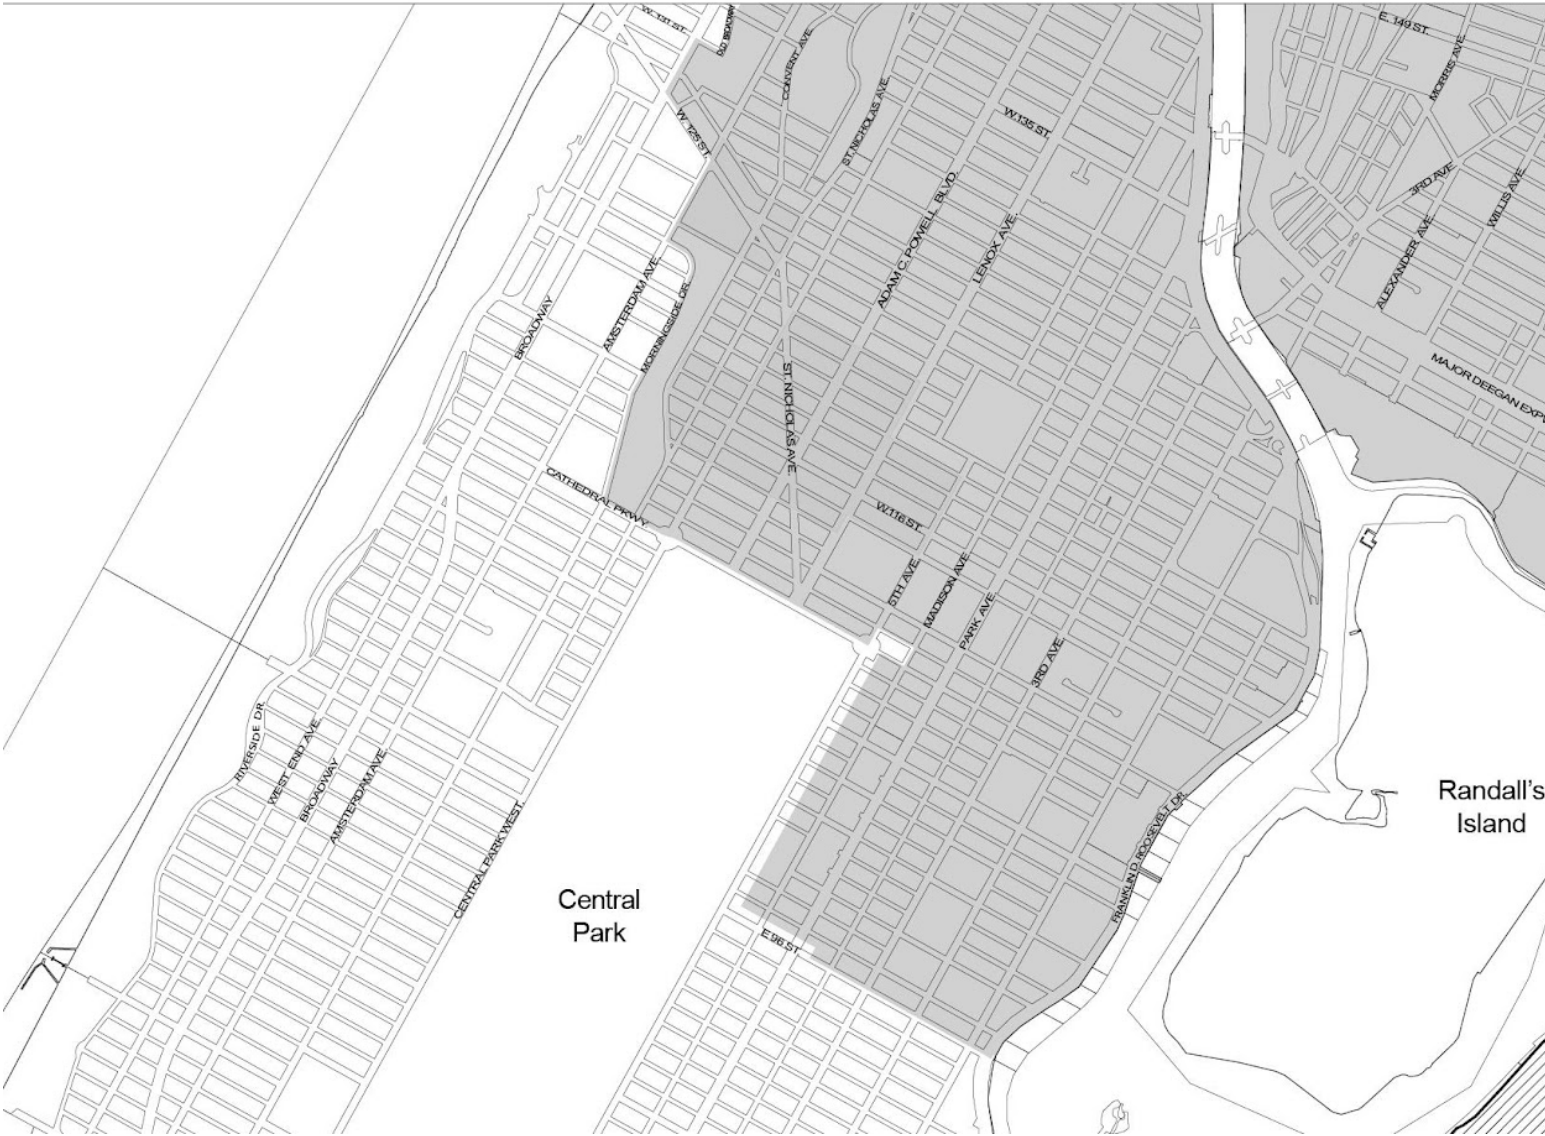 W. 131 ST.
OLD BROADWAY
CONVENT AVE.
E. 149 ST.
MORRIS AVE.
W. 125 ST.
ST. NICHOLAS AVE.
W.135 ST.
3RD AVE
WILLIS AVE.
ADAM C. POWELL BLVD.
LENOX AVE.
ALEXANDER AVE
BROADWAY
AMSTERDAM AVE.
MORNINGSIDE DR.
MAJOR DEEGAN EXPW
ST. NICHOLAS AVE.
CATHEDRAL PKWY
W.116 ST.
5TH AVE.
MADISON AVE
PARK AVE.
3RD AVE.
RIVERSIDE DR.
WEST END AVE.
BROADWAY
AMSTERDAM AVE.
CENTRAL PARK WEST.
FRANKLIN D. ROOSEVELT DR.
Randall's
Island
Central
Park
E 96 ST.